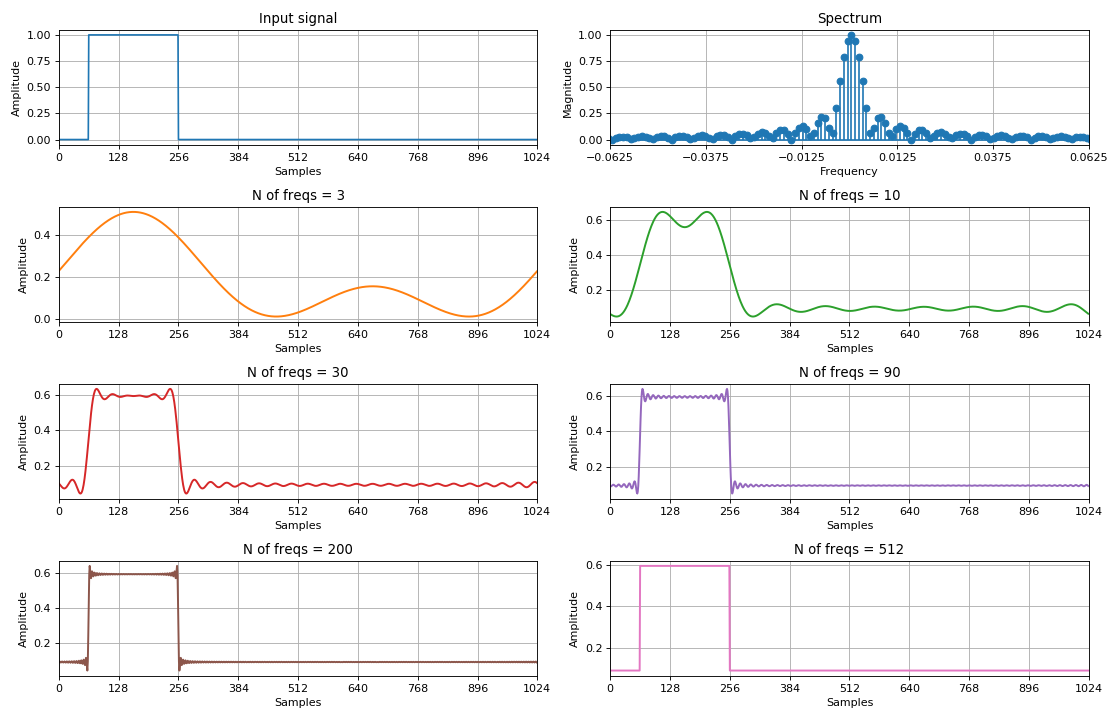 Input signal
Amplitude
1.00
0.75
0.50
0.25
0.00
0 128 256 384 512 640 768 896 1024
Samples
Spectrum
Magnitude
1.00
0.75
0.50
0.25
0.00
−0.0625 −0.0375 −0.0125 0.0125 0.0375 0.0625
Frequency
N of freqs = 3
Amplitude
0.4
0.2
0.0
0 128 256 384 512 640 768 896 1024
Samples
N of freqs = 10
Amplitude
0.6
0.4
0.2
0 128 256 384 512 640 768 896 1024
Samples
N of freqs = 30
Amplitude
0.6
0.4
0.2
0 128 256 384 512 640 768 896 1024
Samples
N of freqs = 90
Amplitude
0.6
0.4
0.2
0 128 256 384 512 640 768 896 1024
Samples
N of freqs = 200
Amplitude
0.6
0.4
0.2
0 128 256 384 512 640 768 896 1024
Samples
N of freqs = 512
Amplitude
0.6
0.4
0.2
0 128 256 384 512 640 768 896 1024
Samples